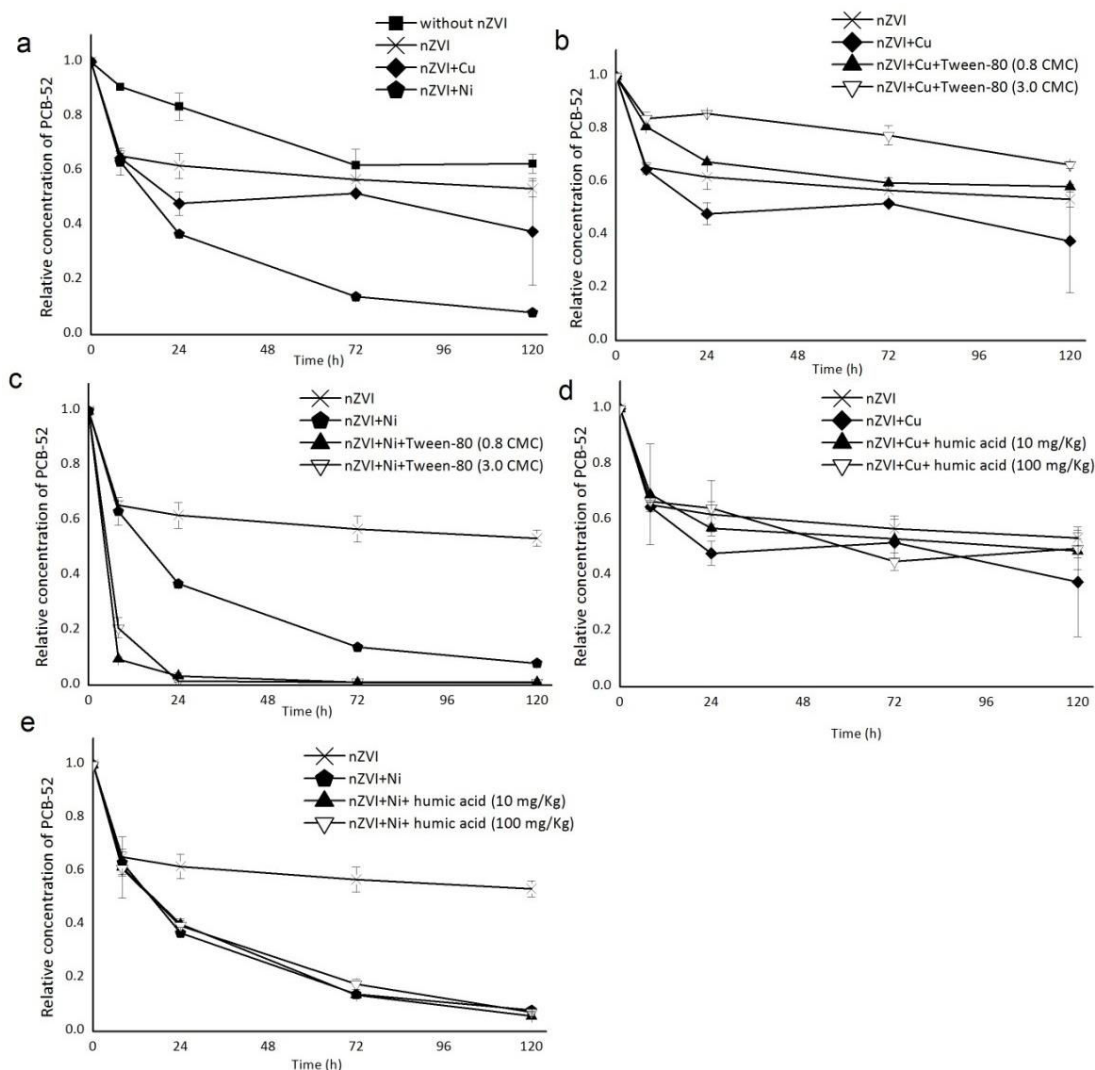 a
without nZVI
nZVI
nZVI+Cu
nZVI+Ni
Relative concentration of PCB-52
1.0
0.8
0.6
0.4
0.2
0.0
0 24 48 72 96 120
Time (h)
b
nZVI
nZVI+Cu
nZVI+Cu+Tween-80 (0.8 CMC)
nZVI+Cu+Tween-80 (3.0 CMC)
Relative concentration of PCB-52
1.0
0.8
0.6
0.4
0.2
0.0
0 24 48 72 96 120
Time (h)
c
nZVI
nZVI+Ni
nZVI+Ni+Tween-80 (0.8 CMC)
nZVI+Ni+Tween-80 (3.0 CMC)
Relative concentration of PCB-52
1.0
0.8
0.6
0.4
0.2
0.0
0 24 48 72 96 120
Time (h)
d
nZVI
nZVI+Cu
nZVI+Cu+ humic acid (10 mg/Kg)
nZVI+Cu+ humic acid (100 mg/Kg)
Relative concentration of PCB-52
1.0
0.8
0.6
0.4
0.2
0.0
0 24 48 72 96 120
Time (h)
e
nZVI
nZVI+Ni
nZVI+Ni+ humic acid (10 mg/Kg)
nZVI+Ni+ humic acid (100 mg/Kg)
Relative concentration of PCB-52
1.0
0.8
0.6
0.4
0.2
0.0
0 24 48 72 96 120
Time (h)